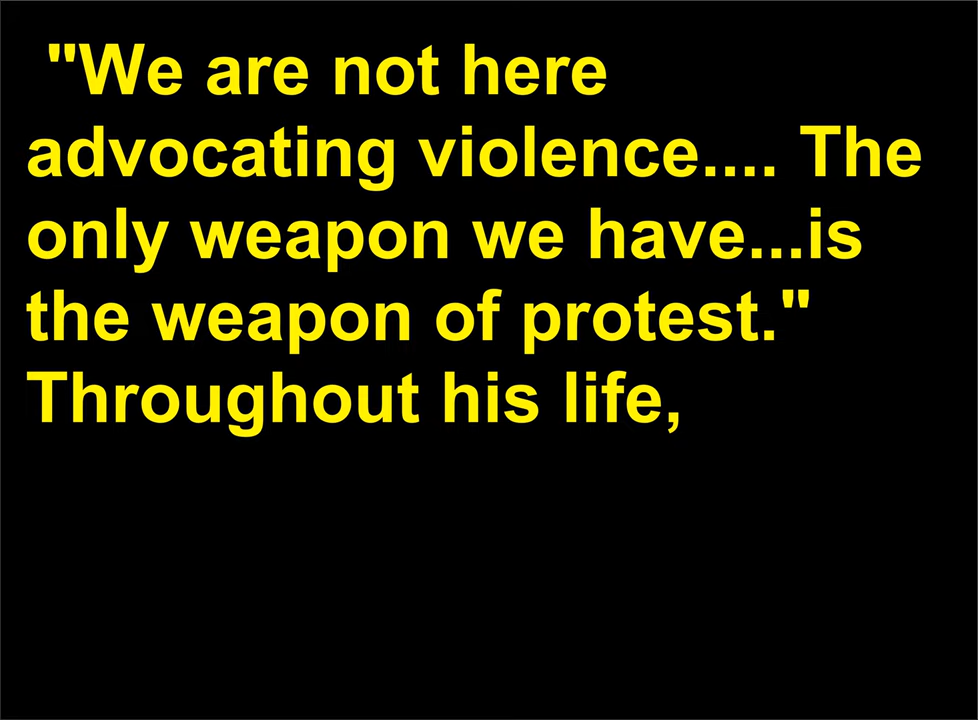 "We are not here
advocating violence.... The
only weapon we have...is
the weapon of protest."
Throughout his life,